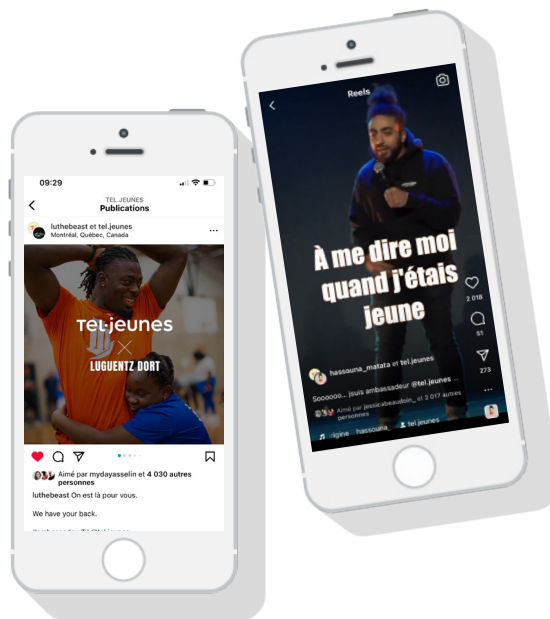 09:29
TEL.JEUNES
Publications
luthebeast et tel.jeunes
Montréal, Québec, Canada
Tel-jeunes
LUGUENTZ DORT
Aimé par mydayasselin et 4 030 autres
personnes
luthebeast On est là pour vous.
We have your back.
Reels
À me dire moi
quand j'étais
jeune
2 018
51
273
hassouna_matata et tel.jeunes
Soooooo... jsuis ambassadeur @tel.jeunes ...
Aimé par jessicabeaudoin_ et 2 017 autres
personnes
rigine hassouna_ tel.jeunes